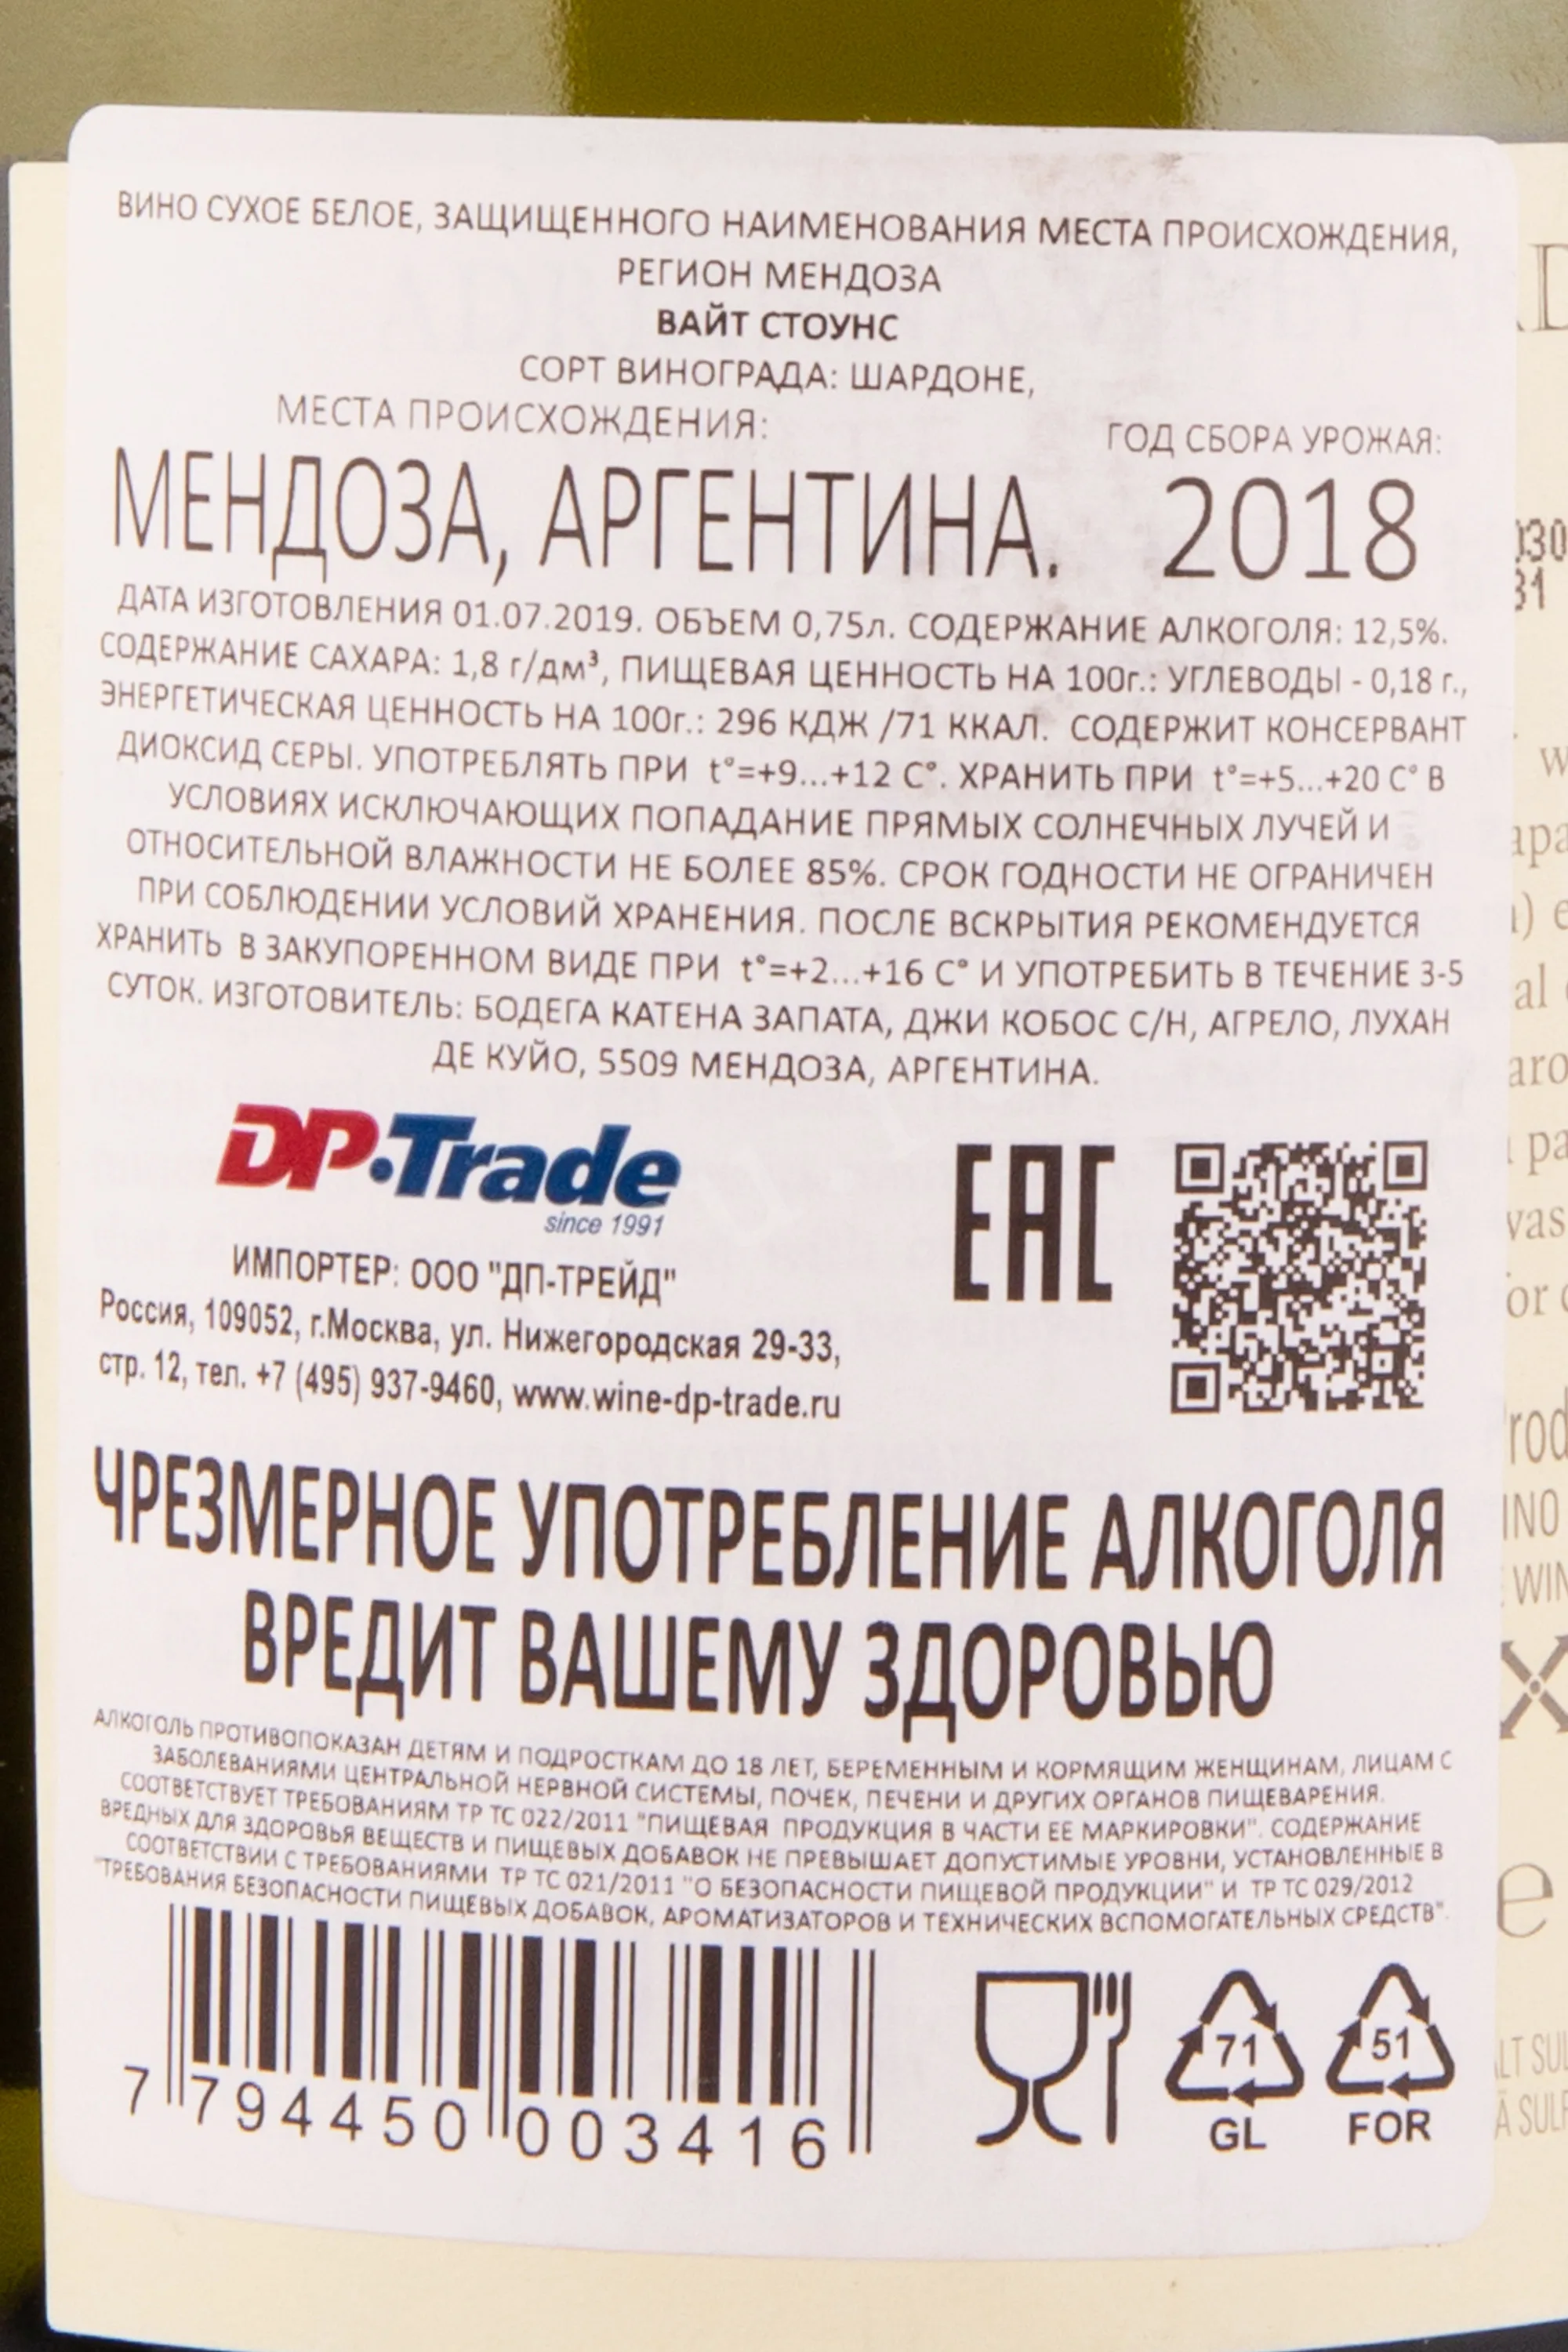 ВИНО СУХОЕ БЕЛОЕ, ЗАЩИЩЕННОГО НАИМЕНОВАНИЯ МЕСТА ПРОИСХОЖДЕНИЯ,
РЕГИОН МЕНДОЗА
ВАЙТ СТОУНС
СОРТ ВИНОГРАДА: ШАРДОНЕ,
МЕСТА ПРОИСХОЖДЕНИЯ:
ГОД СБОРА УРОЖАЯ:
МЕНДОЗА, АРГЕНТИНА. 2018
ДАТА ИЗГОТОВЛЕНИЯ 01.07.2019. ОБЪЕМ 0,75л. СОДЕРЖАНИЕ АЛКОГОЛЯ: 12,5%.
СОДЕРЖАНИЕ САХАРА: 1,8 г/дм³, ПИЩЕВАЯ ЦЕННОСТЬ НА 100г.: УГЛЕВОДЫ - 0,18 г.,
ЭНЕРГЕТИЧЕСКАЯ ЦЕННОСТЬ НА 100г.: 296 КДЖ /71 ККАЛ. СОДЕРЖИТ КОНСЕРВАНТ
ДИОКСИД СЕРЫ. УПОТРЕБЛЯТЬ ПРИ t°=+9...+12 С°. ХРАНИТЬ ПРИ t°=+5...+20 С° В
УСЛОВИЯХ ИСКЛЮЧАЮЩИХ ПОПАДАНИЕ ПРЯМЫХ СОЛНЕЧНЫХ ЛУЧЕЙ И
ОТНОСИТЕЛЬНОЙ ВЛАЖНОСТИ НЕ БОЛЕЕ 85%. СРОК ГОДНОСТИ НЕ ОГРАНИЧЕН
ПРИ СОБЛЮДЕНИИ УСЛОВИЙ ХРАНЕНИЯ. ПОСЛЕ ВСКРЫТИЯ РЕКОМЕНДУЕТСЯ
ХРАНИТЬ В ЗАКУПОРЕННОМ ВИДЕ ПРИ t°=+2...+16 С° И УПОТРЕБИТЬ В ТЕЧЕНИЕ 3-5
СУТОК. ИЗГОТОВИТЕЛЬ: БОДЕГА КАТЕНА ЗАПАТА, ДЖИ КОБОС С/Н, АГРЕЛО, ЛУХАН
ДЕ КУЙО, 5509 МЕНДОЗА, АРГЕНТИНА.
DP.Trade
since 1991
EAC
ИМПОРТЕР: ООО "ДП-ТРЕЙД"
Россия, 109052, г.Москва, ул. Нижегородская 29-33,
стр. 12, тел. +7 (495) 937-9460, www.wine-dp-trade.ru
ЧРЕЗМЕРНОЕ УПОТРЕБЛЕНИЕ АЛКОГОЛЯ
ВРЕДИТ ВАШЕМУ ЗДОРОВЬЮ
АЛКОГОЛЬ ПРОТИВОПОКАЗАН ДЕТЯМ И ПОДРОСТКАМ ДО 18 ЛЕТ, БЕРЕМЕННЫМ И КОРМЯЩИМ ЖЕНЩИНАМ, ЛИЦАМ С
ЗАБОЛЕВАНИЯМИ ЦЕНТРАЛЬНОЙ НЕРВНОЙ СИСТЕМЫ, ПОЧЕК, ПЕЧЕНИ И ДРУГИХ ОРГАНОВ ПИЩЕВАРЕНИЯ.
СООТВЕТСТВУЕТ ТРЕБОВАНИЯМ ТР ТС 022/2011 "ПИЩЕВАЯ ПРОДУКЦИЯ В ЧАСТИ ЕЕ МАРКИРОВКИ". СОДЕРЖАНИЕ
ВРЕДНЫХ ДЛЯ ЗДОРОВЬЯ ВЕЩЕСТВ И ПИЩЕВЫХ ДОБАВОК НЕ ПРЕВЫШАЕТ ДОПУСТИМЫЕ УРОВНИ, УСТАНОВЛЕННЫЕ В
СООТВЕТСТВИИ С ТРЕБОВАНИЯМИ ТР ТС 021/2011 "О БЕЗОПАСНОСТИ ПИЩЕВОЙ ПРОДУКЦИИ" И ТР ТС 029/2012
"ТРЕБОВАНИЯ БЕЗОПАСНОСТИ ПИЩЕВЫХ ДОБАВОК, АРОМАТИЗАТОРОВ И ТЕХНИЧЕСКИХ ВСПОМОГАТЕЛЬНЫХ СРЕДСТВ".
7 794450 003416
71 51
GL FOR